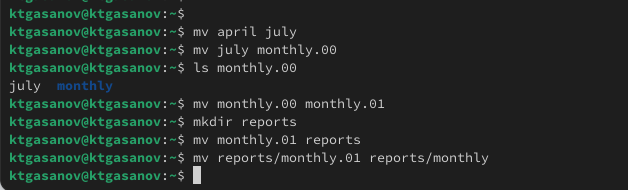 ktgasanov@ktgasanov:~$
ktgasanov@ktgasanov:~$ mv april july
ktgasanov@ktgasanov:~$ mv july monthly.00
ktgasanov@ktgasanov:~$ ls monthly.00
july  monthly
ktgasanov@ktgasanov:~$ mv monthly.00 monthly.01
ktgasanov@ktgasanov:~$ mkdir reports
ktgasanov@ktgasanov:~$ mv monthly.01 reports
ktgasanov@ktgasanov:~$ mv reports/monthly.01 reports/monthly
ktgasanov@ktgasanov:~$